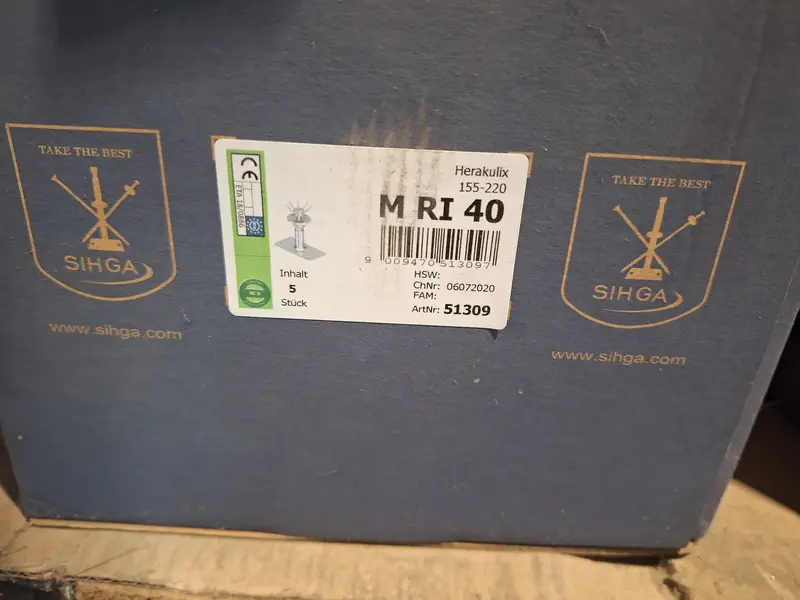 TAKE THE BEST
SIHGA
www.sihga.com
CE
Herakulix
155-220
M RI 40
9 009470 513097
Inhalt
5
Stück
HSW:
ChNr: 06072020
FAM:
ArtNr: 51309
TAKE THE BEST
SIHGA
www.sihga.com